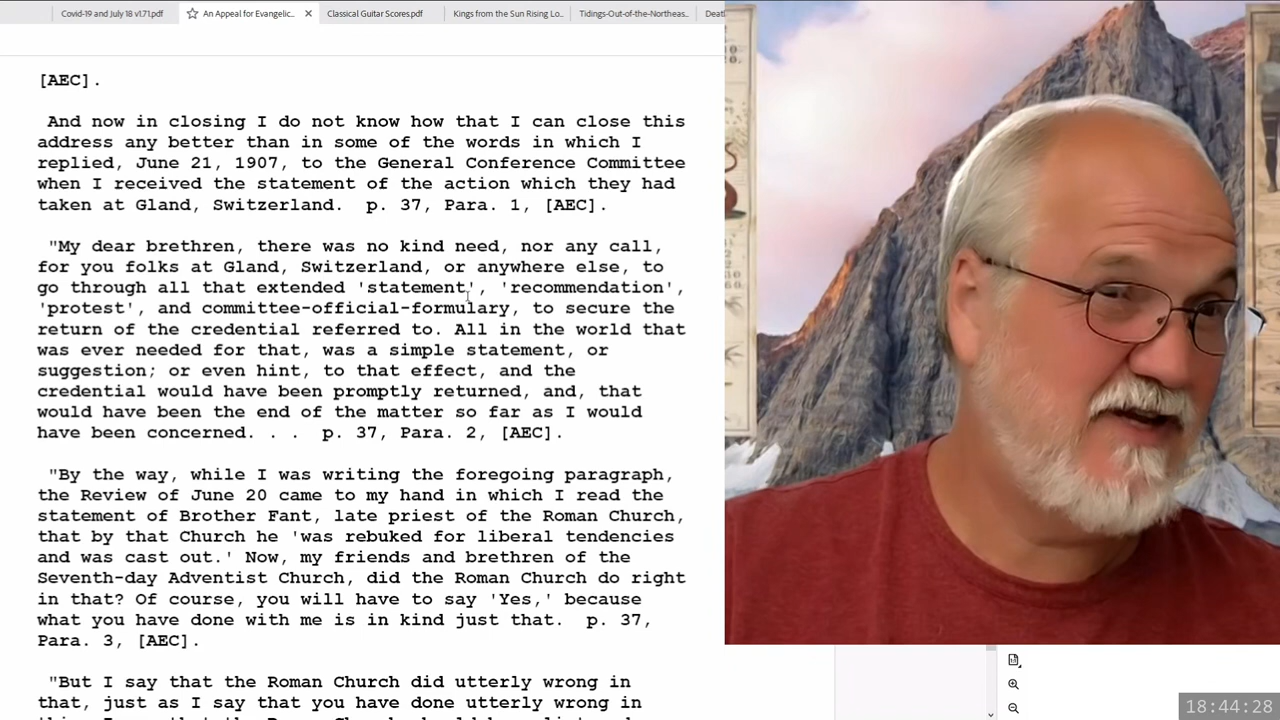 Covid-19 and July 18 v1.71.pdf
An Appeal for Evangelic...
Classical Guitar Scores.pdf
Kings from the Sun Rising Lo...
Tidings-Out-of-the-Northeas...
[AEC].
And now in closing I do not know how that I can close this
address any better than in some of the words in which I
replied, June 21, 1907, to the General Conference Committee
when I received the statement of the action which they had
taken at Gland, Switzerland.  p. 37, Para. 1, [AEC].
"My dear brethren, there was no kind need, nor any call,
for you folks at Gland, Switzerland, or anywhere else, to
go through all that extended 'statement', 'recommendation',
'protest', and committee-official-formulary, to secure the
return of the credential referred to. All in the world that
was ever needed for that, was a simple statement, or
suggestion; or even hint, to that effect, and the
credential would have been promptly returned, and, that
would have been the end of the matter so far as I would
have been concerned. . .  p. 37, Para. 2, [AEC].
"By the way, while I was writing the foregoing paragraph,
the Review of June 20 came to my hand in which I read the
statement of Brother Fant, late priest of the Roman Church,
that by that Church he 'was rebuked for liberal tendencies
and was cast out.' Now, my friends and brethren of the
Seventh-day Adventist Church, did the Roman Church do right
in that? Of course, you will have to say 'Yes,' because
what you have done with me is in kind just that.  p. 37,
Para. 3, [AEC].
"But I say that the Roman Church did utterly wrong in
that, just as I say that you have done utterly wrong in
18:44:28